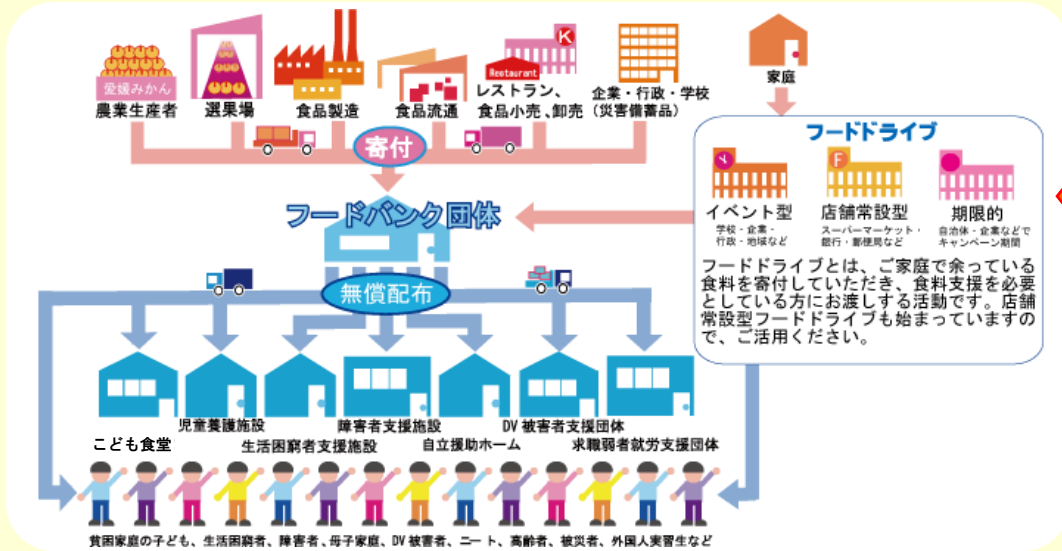 愛媛みかん
農業生産者
選果場
食品製造
食品流通
Restaurant
K
レストラン、
食品小売、卸売
企業・行政・学校
(災害備蓄品)
家庭
寄付
フードバンク団体
無償配布
フードドライブ
F
イベント型
学校・企業・
行政・地域など
店舗常設型
スーパーマーケット・
銀行・郵便局など
期限的
自治体・企業などで
キャンペーン期間
フードドライブとは、ご家庭で余っている
食料を寄付していただき、食料支援を必要
としている方にお渡しする活動です。店舗
常設型フードドライブも始まっていますの
で、ご活用ください。
こども食堂
児童養護施設
生活困窮者支援施設
障害者支援施設
自立援助ホーム
DV 被害者支援団体
求職弱者就労支援団体
貧困家庭の子ども、生活困窮者、障害者、母子家庭、DV 被害者、ニート、高齢者、被災者、外国人実習生など